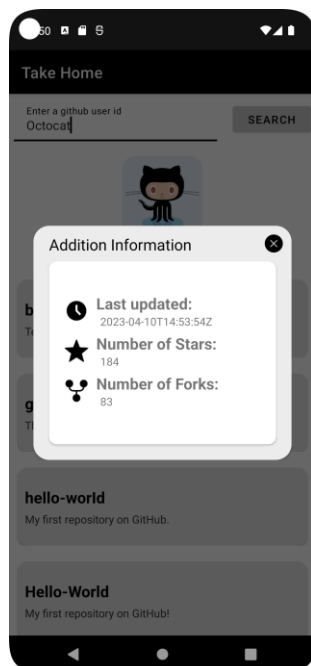 50
Take Home
Enter a github user id
Octocat
SEARCH
Addition Information
Last updated:
2023-04-10T14:53:54Z
Number of Stars:
184
Number of Forks:
83
hello-world
My first repository on GitHub.
Hello-World
My first repository on GitHub!